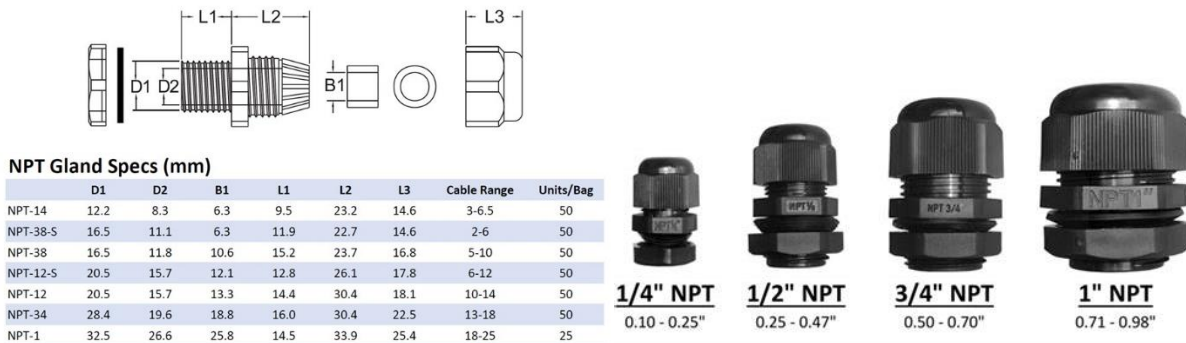 L1 L2 L3
D1 D2 B1
NPT Gland Specs (mm)
D1 D2 B1 L1 L2 L3 Cable Range Units/Bag
NPT-14 12.2 8.3 6.3 9.5 23.2 14.6 3-6.5 50
NPT-38-S 16.5 11.1 6.3 11.9 22.7 14.6 2-6 50
NPT-38 16.5 11.8 10.6 15.2 23.7 16.8 5-10 50
NPT-12-S 20.5 15.7 12.1 12.8 26.1 17.8 6-12 50
NPT-12 20.5 15.7 13.3 14.4 30.4 18.1 10-14 50
NPT-34 28.4 19.6 18.8 16.0 30.4 22.5 13-18 50
NPT-1 32.5 26.6 25.8 14.5 33.9 25.4 18-25 25
NPT
NPT
NPT 3/4
NPT1"
1/4" NPT 1/2" NPT 3/4" NPT 1" NPT
0.10 - 0.25" 0.25 - 0.47" 0.50 - 0.70" 0.71 - 0.98"